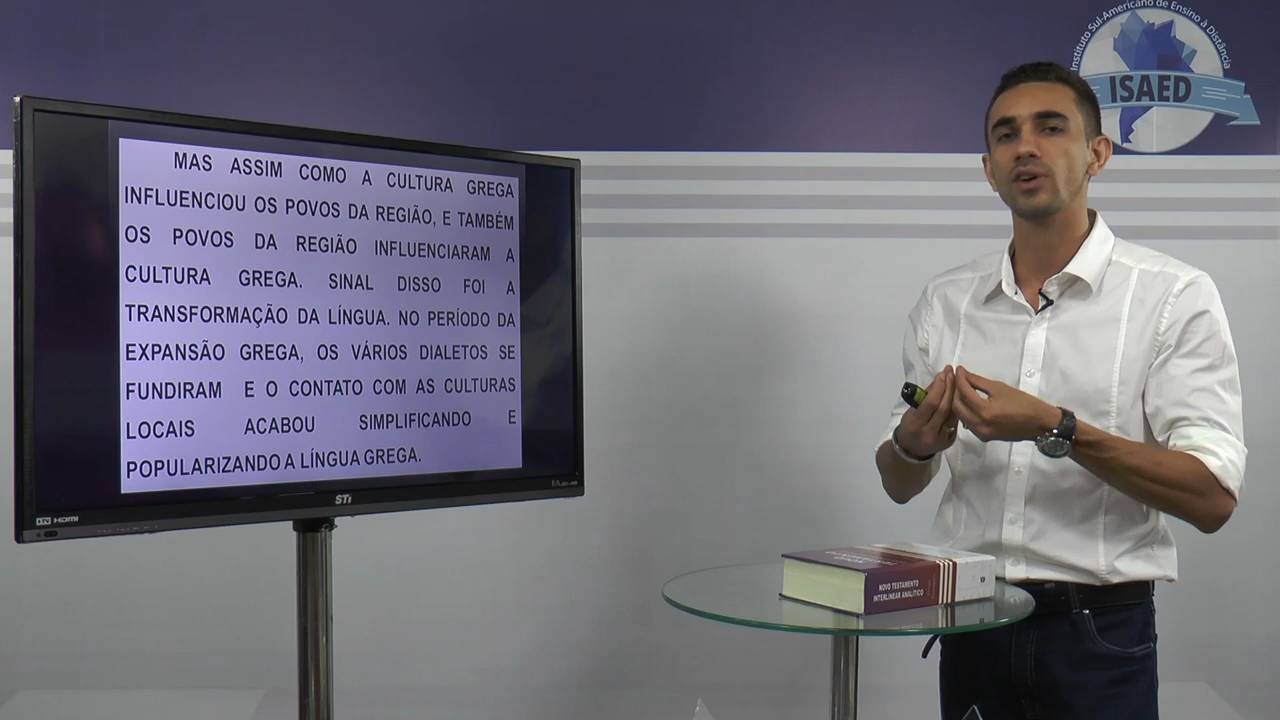 Instituto Sul-Americano de Ensino à Distância
ISAED
MAS ASSIM COMO A CULTURA GREGA
INFLUENCIOU OS POVOS DA REGIÃO, E TAMBÉM
OS POVOS DA REGIÃO INFLUENCIARAM A
CULTURA GREGA. SINAL DISSO FOI A
TRANSFORMAÇÃO DA LÍNGUA. NO PERÍODO DA
EXPANSÃO GREGA, OS VÁRIOS DIALETOS SE
FUNDIRAM E O CONTATO COM AS CULTURAS
LOCAIS ACABOU SIMPLIFICANDO E
POPULARIZANDO A LÍNGUA GREGA.
STi
DTV HDMI
NOVO TESTAMENTO
INTERLINEAR ANALÍTICO